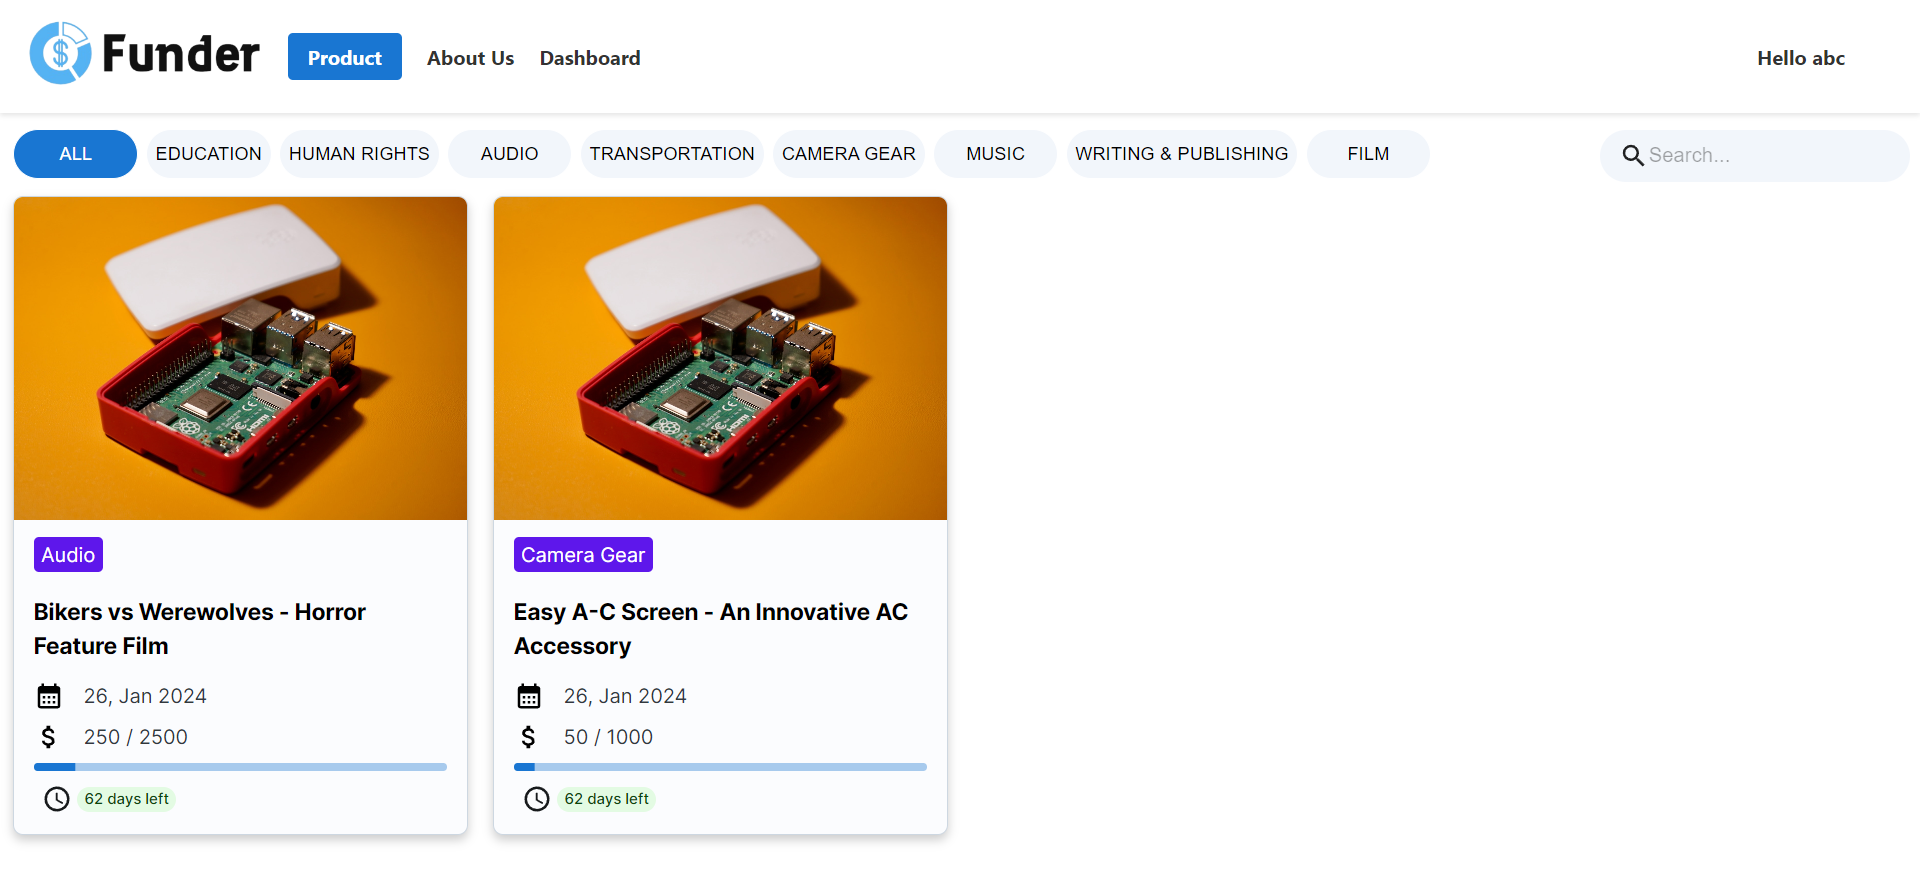 Funder
Product
About Us
Dashboard
Hello abc
ALL
EDUCATION
HUMAN RIGHTS
AUDIO
TRANSPORTATION
CAMERA GEAR
MUSIC
WRITING & PUBLISHING
FILM
Search...
Audio
Bikers vs Werewolves - Horror
Feature Film
26, Jan 2024
$ 250 / 2500
62 days left
Camera Gear
Easy A-C Screen - An Innovative AC
Accessory
26, Jan 2024
$ 50 / 1000
62 days left